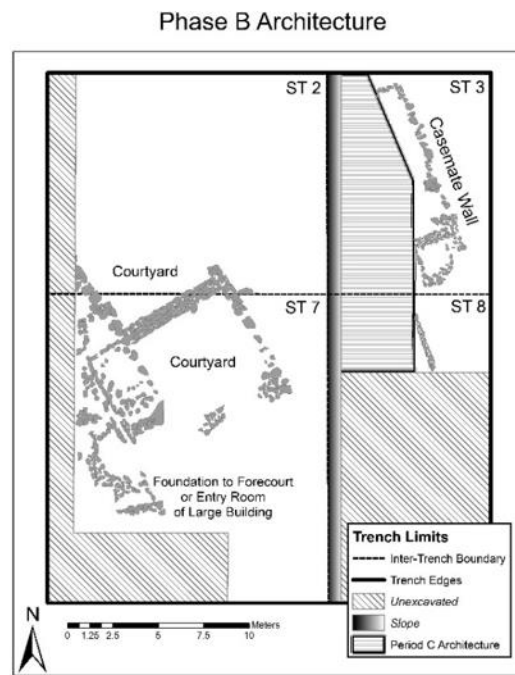 Phase B Architecture
ST 2
ST 3
Casemate Wall
Courtyard
ST 7
ST 8
Courtyard
Foundation to Forecourt
or Entry Room
of Large Building
Trench Limits
Inter-Trench Boundary
Trench Edges
Unexcavated
Slope
Period C Architecture
N
Meters
0 1.25 2.5 5 7.5 10